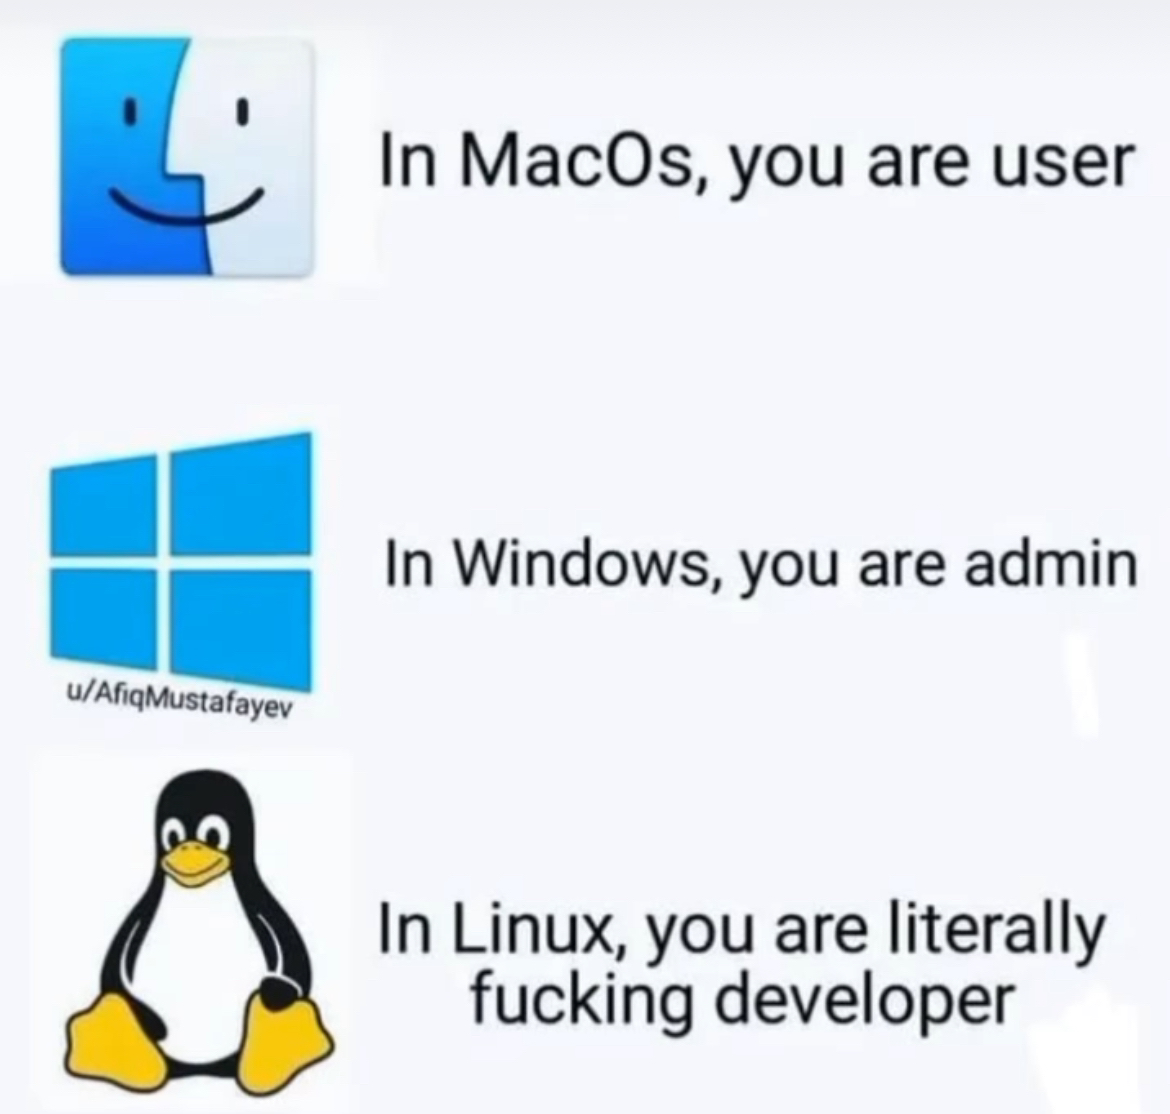 In MacOs, you are user
In Windows, you are admin
u/AfiqMustafayev
In Linux, you are literally
fucking developer